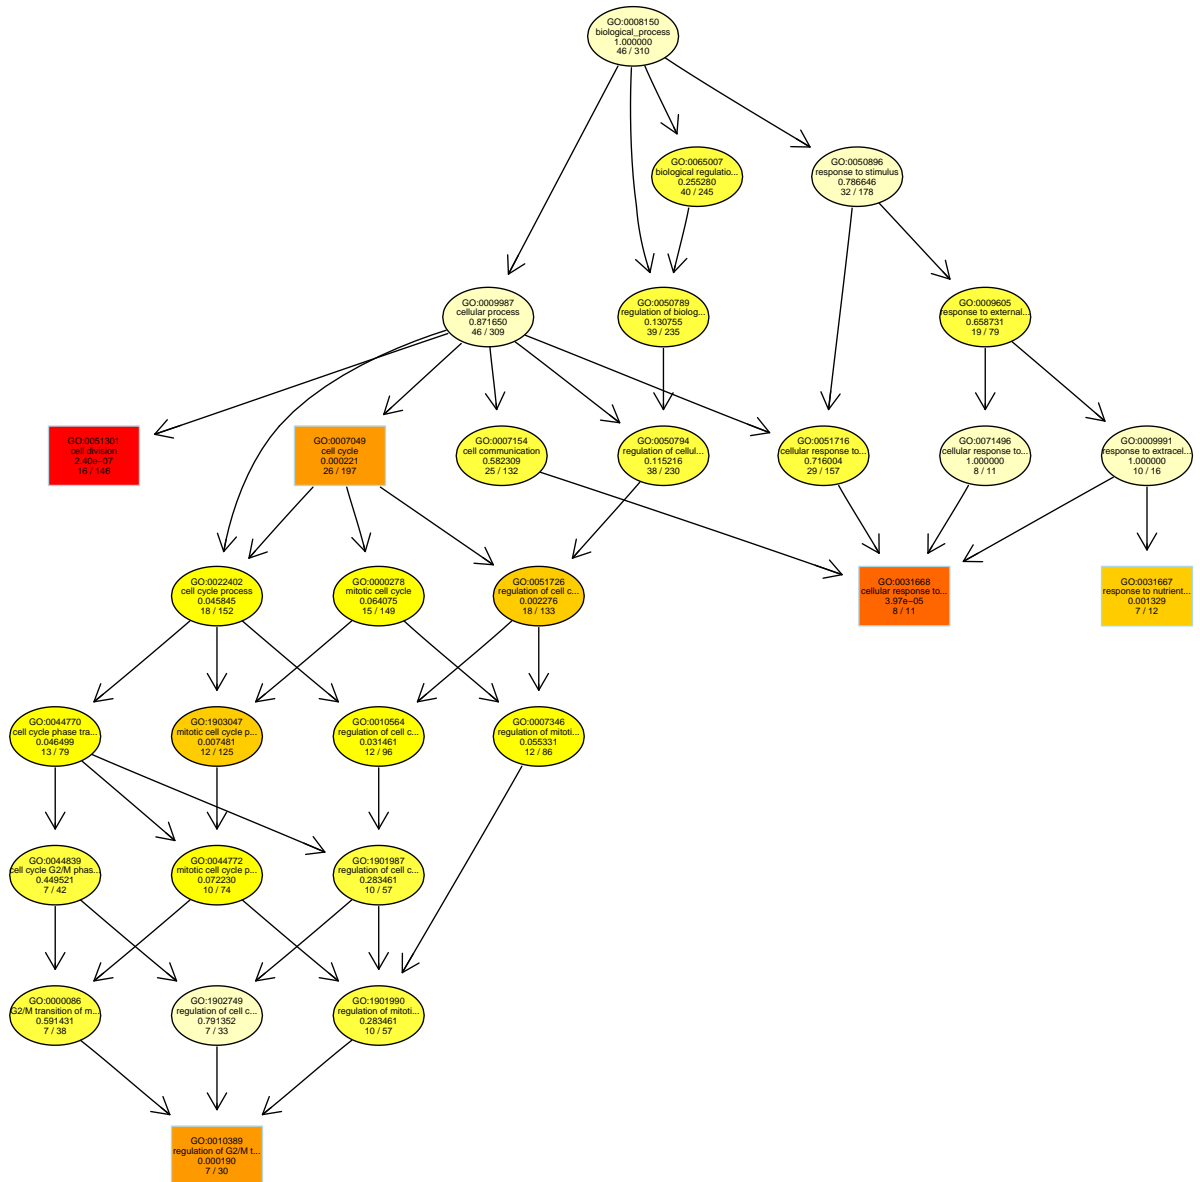 GO:0008150
biological_process
1.000000
46 / 310
GO:0065007
biological regulatio...
0.255280
40 / 245
GO:0050896
response to stimulus
0.786646
32 / 178
GO:0009987
cellular process
0.871650
46 / 309
GO:0050789
regulation of biolog...
0.130755
39 / 235
GO:0009605
response to external...
0.658731
19 / 79
GO:0051301
cell division
2.40e−07
16 / 146
GO:0007049
cell cycle
0.000221
26 / 197
GO:0007154
cell communication
0.582309
25 / 132
GO:0050794
regulation of cellul...
0.115216
38 / 230
GO:0051716
cellular response to...
0.716004
29 / 157
GO:0071496
cellular response to...
1.000000
8 / 11
GO:0009991
response to extracel...
1.000000
10 / 16
GO:0022402
cell cycle process
0.045845
18 / 152
GO:0000278
mitotic cell cycle
0.064075
15 / 149
GO:0051726
regulation of cell c...
0.002276
18 / 133
GO:0031668
cellular response to...
3.97e−05
8 / 11
GO:0031667
response to nutrient...
0.001329
7 / 12
GO:0044770
cell cycle phase tra...
0.046499
13 / 79
GO:1903047
mitotic cell cycle p...
0.007481
12 / 125
GO:0010564
regulation of cell c...
0.031461
12 / 96
GO:0007346
regulation of mitoti...
0.055331
12 / 86
GO:0044839
cell cycle G2/M phas...
0.449521
7 / 42
GO:0044772
mitotic cell cycle p...
0.072230
10 / 74
GO:1901987
regulation of cell c...
0.283461
10 / 57
GO:0000086
G2/M transition of m...
0.591431
7 / 38
GO:1902749
regulation of cell c...
0.791352
7 / 33
GO:1901990
regulation of mitoti...
0.283461
10 / 57
GO:0010389
regulation of G2/M t...
0.000190
7 / 30